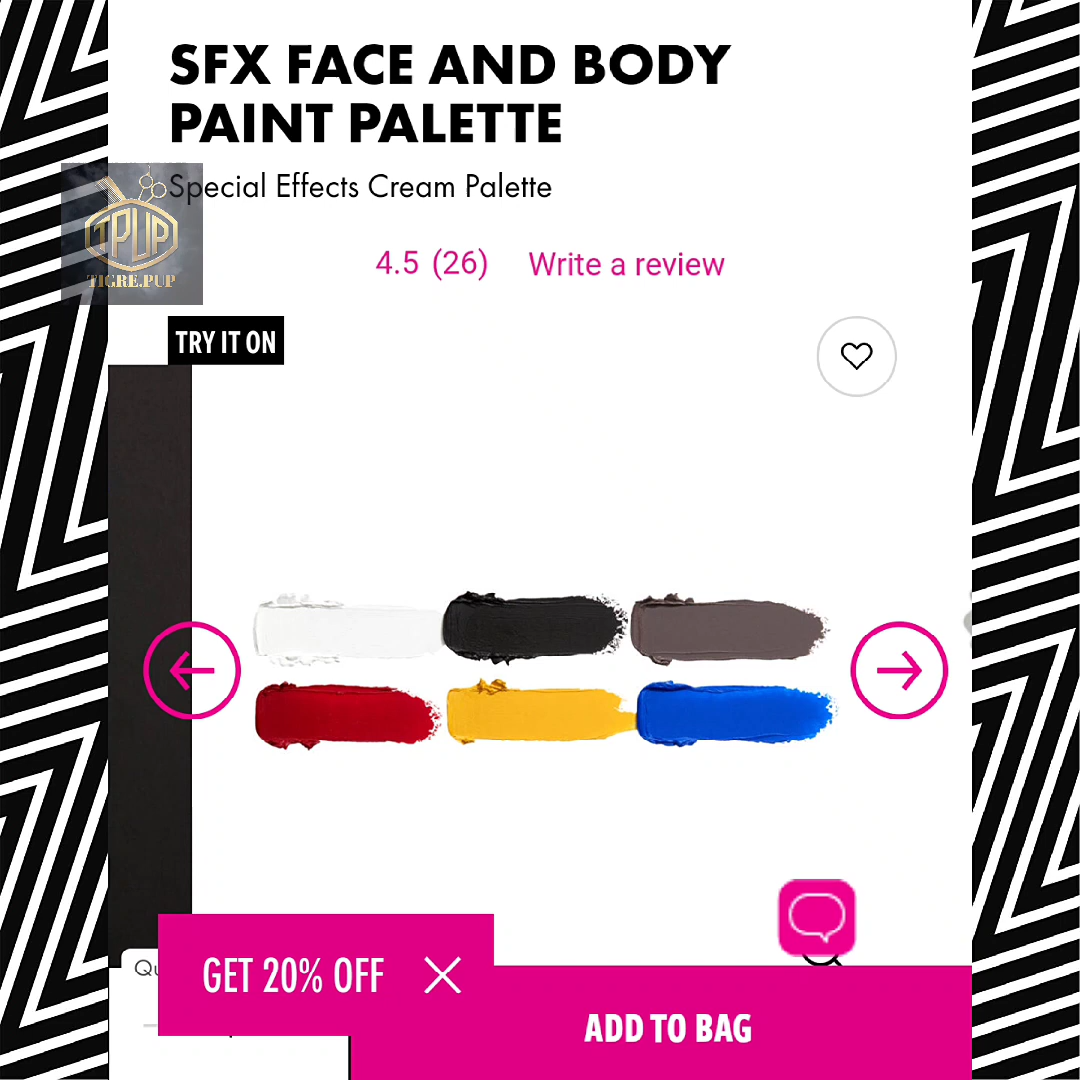 SFX FACE AND BODY
PAINT PALETTE
Special Effects Cream Palette
TPUP
TIGRE.PUP
4.5 (26) Write a review
TRY IT ON
GET 20% OFF
ADD TO BAG